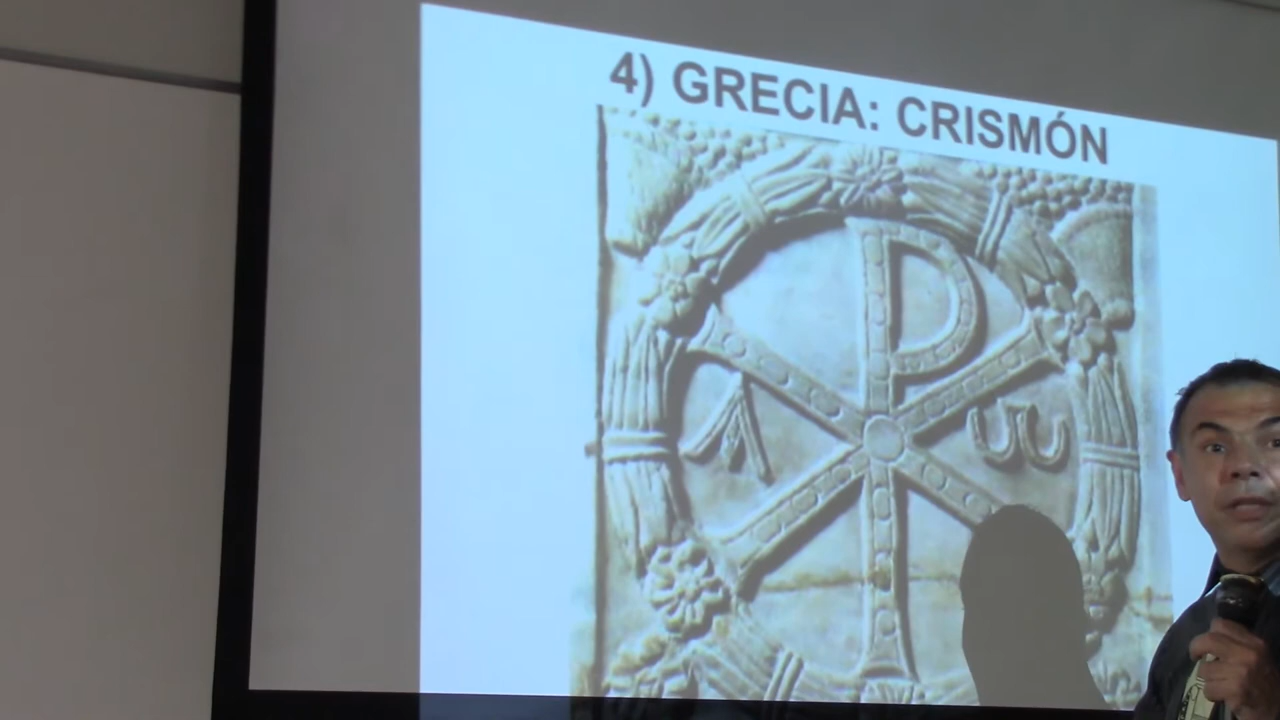 4) GRECIA: CRISMÓN
Α ☧ ω